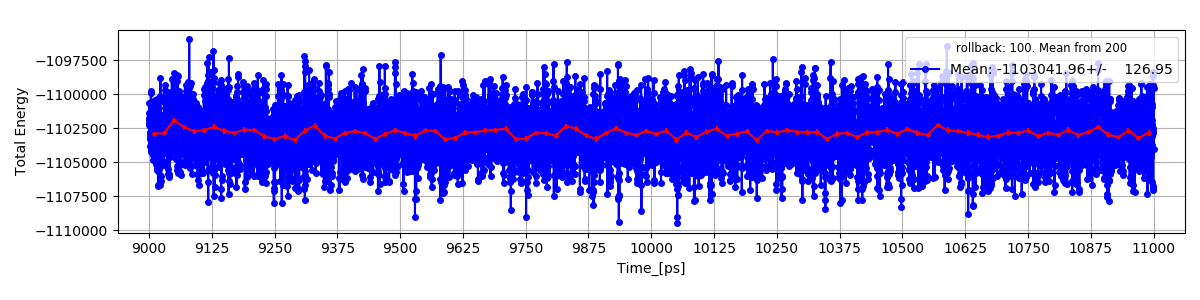 rollback: 100. Mean from 200
Mean: -1103041.96+/-    126.95
Total Energy
−1097500
−1100000
−1102500
−1105000
−1107500
−1110000
9000 9125 9250 9375 9500 9625 9750 9875 10000 10125 10250 10375 10500 10625 10750 10875 11000
Time_[ps]